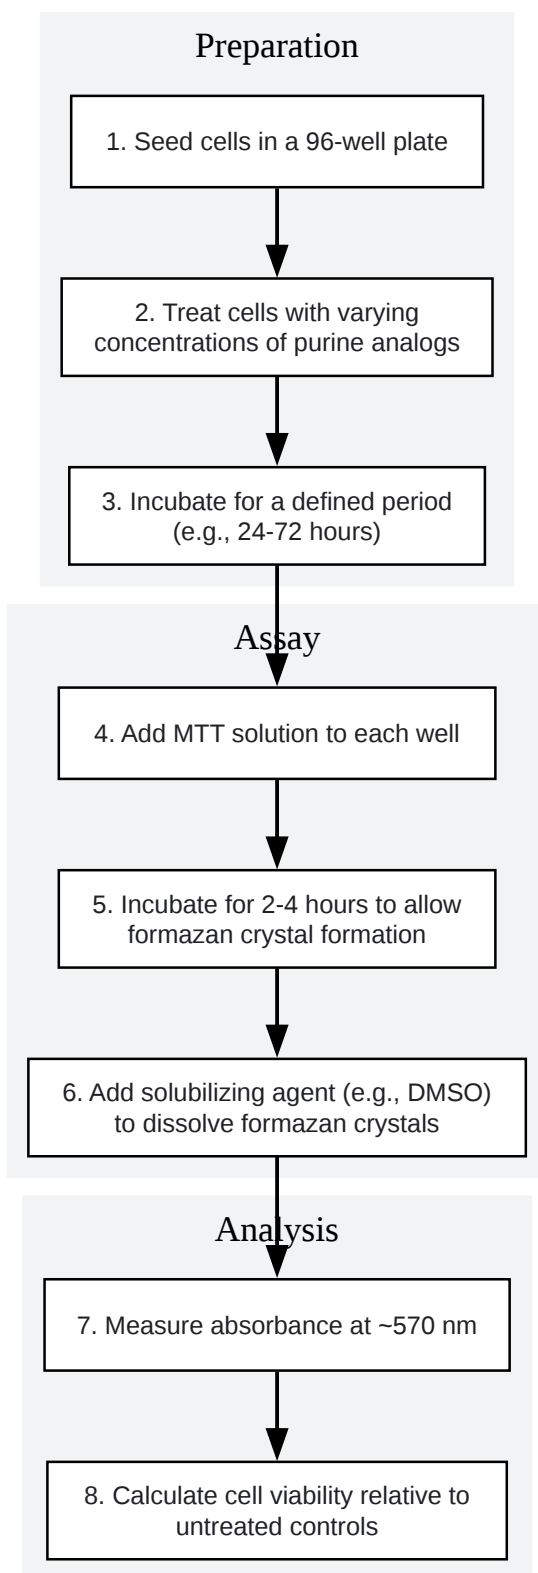 Preparation
1. Seed cells in a 96-well plate
2. Treat cells with varying
concentrations of purine analogs
3. Incubate for a defined period
(e.g., 24-72 hours)
Assay
4. Add MTT solution to each well
5. Incubate for 2-4 hours to allow
formazan crystal formation
6. Add solubilizing agent (e.g., DMSO)
to dissolve formazan crystals
Analysis
7. Measure absorbance at ~570 nm
8. Calculate cell viability relative to
untreated controls